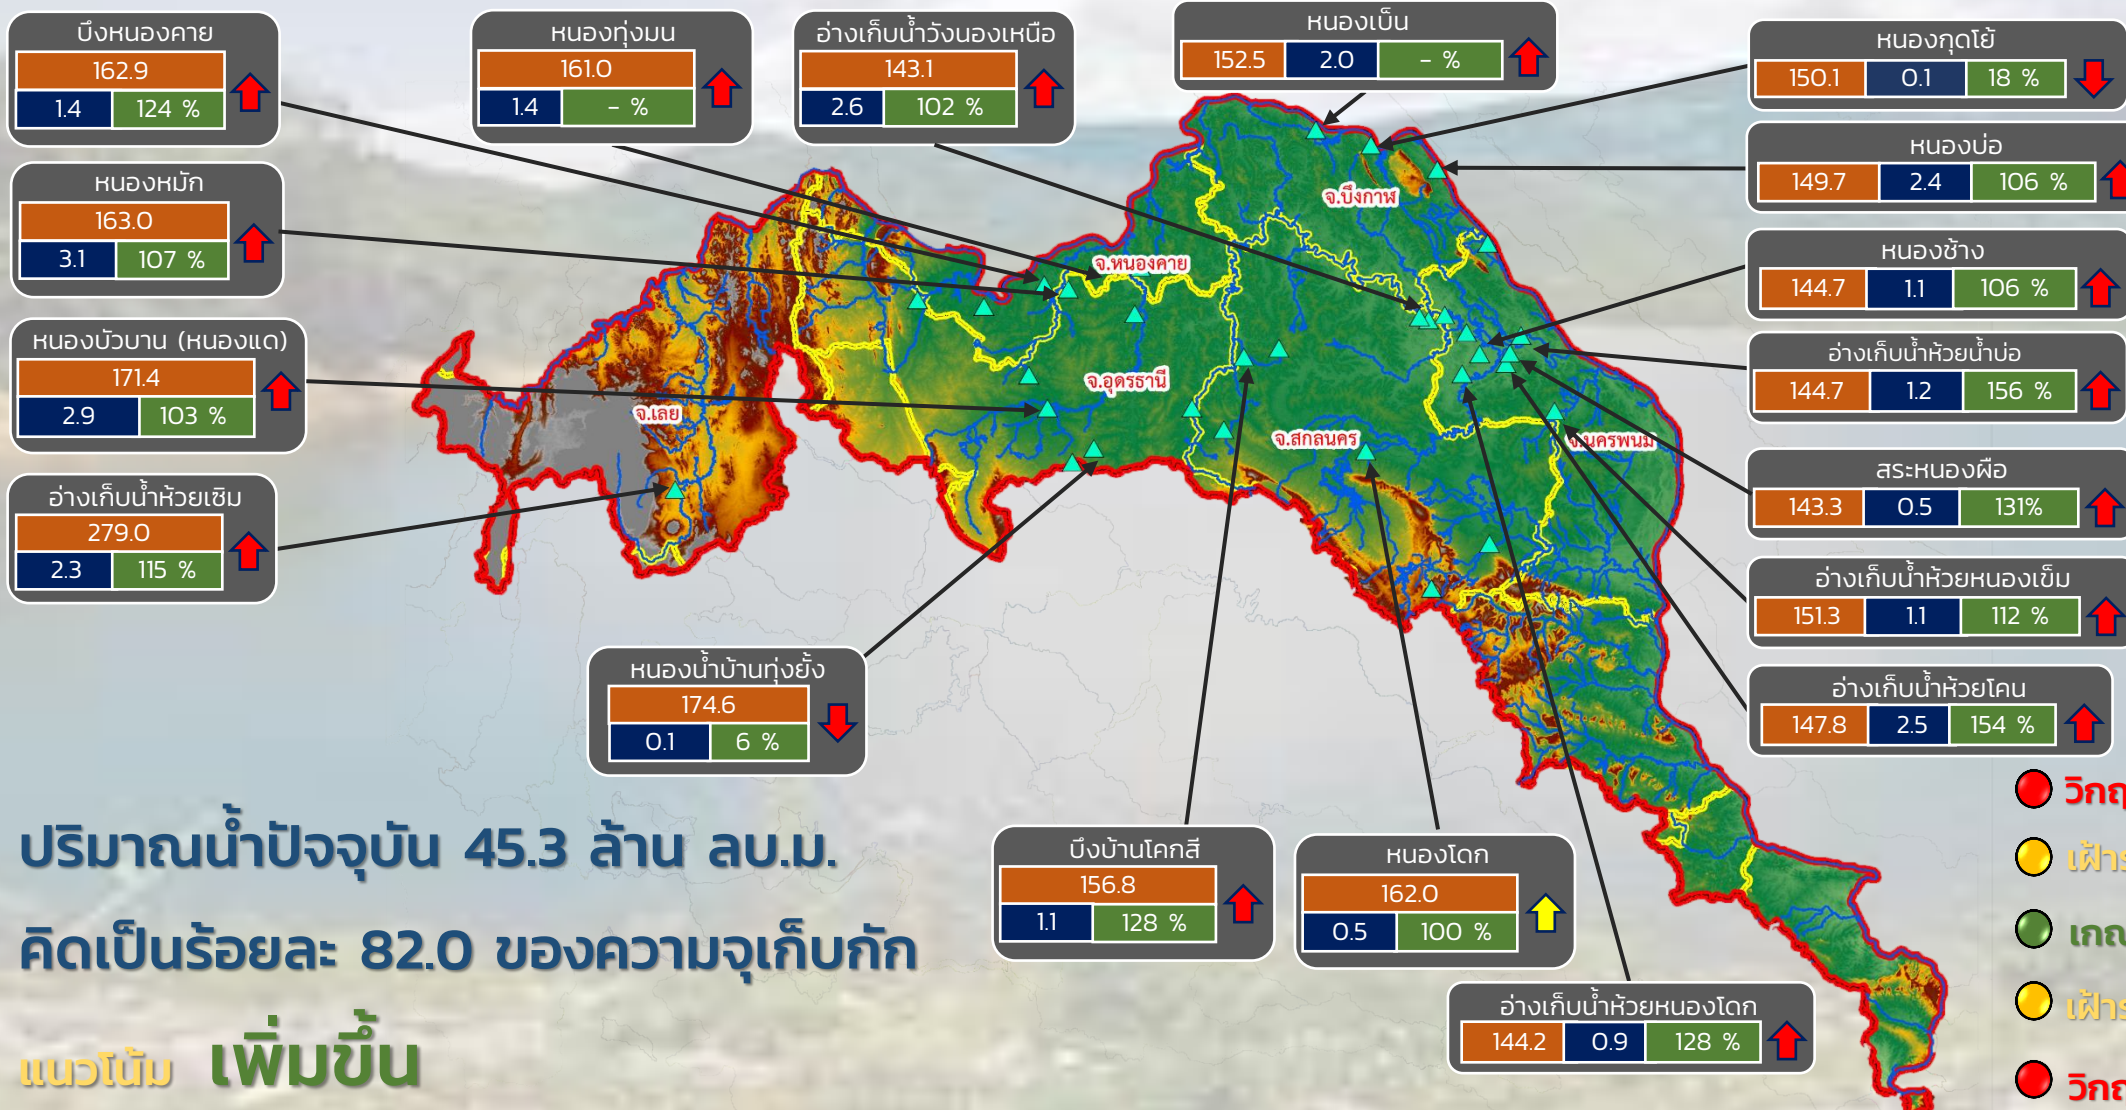 บึงหนองคาย
162.9
1.4 124 %
หนองทุ่งมน
161.0
1.4 - %
อ่างเก็บน้ำวังนองเหนือ
143.1
2.6 102 %
หนองเบ็น
152.5 2.0 - %
หนองกุดโย้
150.1 0.1 18 %
หนองหมัก
163.0
3.1 107 %
หนองบ่อ
149.7 2.4 106 %
จ.บึงกาฬ
จ.หนองคาย
หนองช้าง
144.7 1.1 106 %
หนองบัวบาน (หนองแด)
171.4
2.9 103 %
อ่างเก็บน้ำห้วยน้ำบ่อ
144.7 1.2 156 %
จ.อุดรธานี
จ.เลย
จ.สกลนคร
จ.นครพนม
สระหนองผือ
143.3 0.5 131%
อ่างเก็บน้ำห้วยเชิม
279.0
2.3 115 %
อ่างเก็บน้ำห้วยหนองเข็ม
151.3 1.1 112 %
หนองน้ำบ้านทุ่งยั้ง
174.6
0.1 6 %
อ่างเก็บน้ำห้วยโคน
147.8 2.5 154 %
บึงบ้านโคกสี
156.8
1.1 128 %
หนองโดก
162.0
0.5 100 %
อ่างเก็บน้ำห้วยหนองโดก
144.2 0.9 128 %
ปริมาณน้ำปัจจุบัน 45.3 ล้าน ลบ.ม.
คิดเป็นร้อยละ 82.0 ของความจุเก็บกัก
แนวโน้ม เพิ่มขึ้น